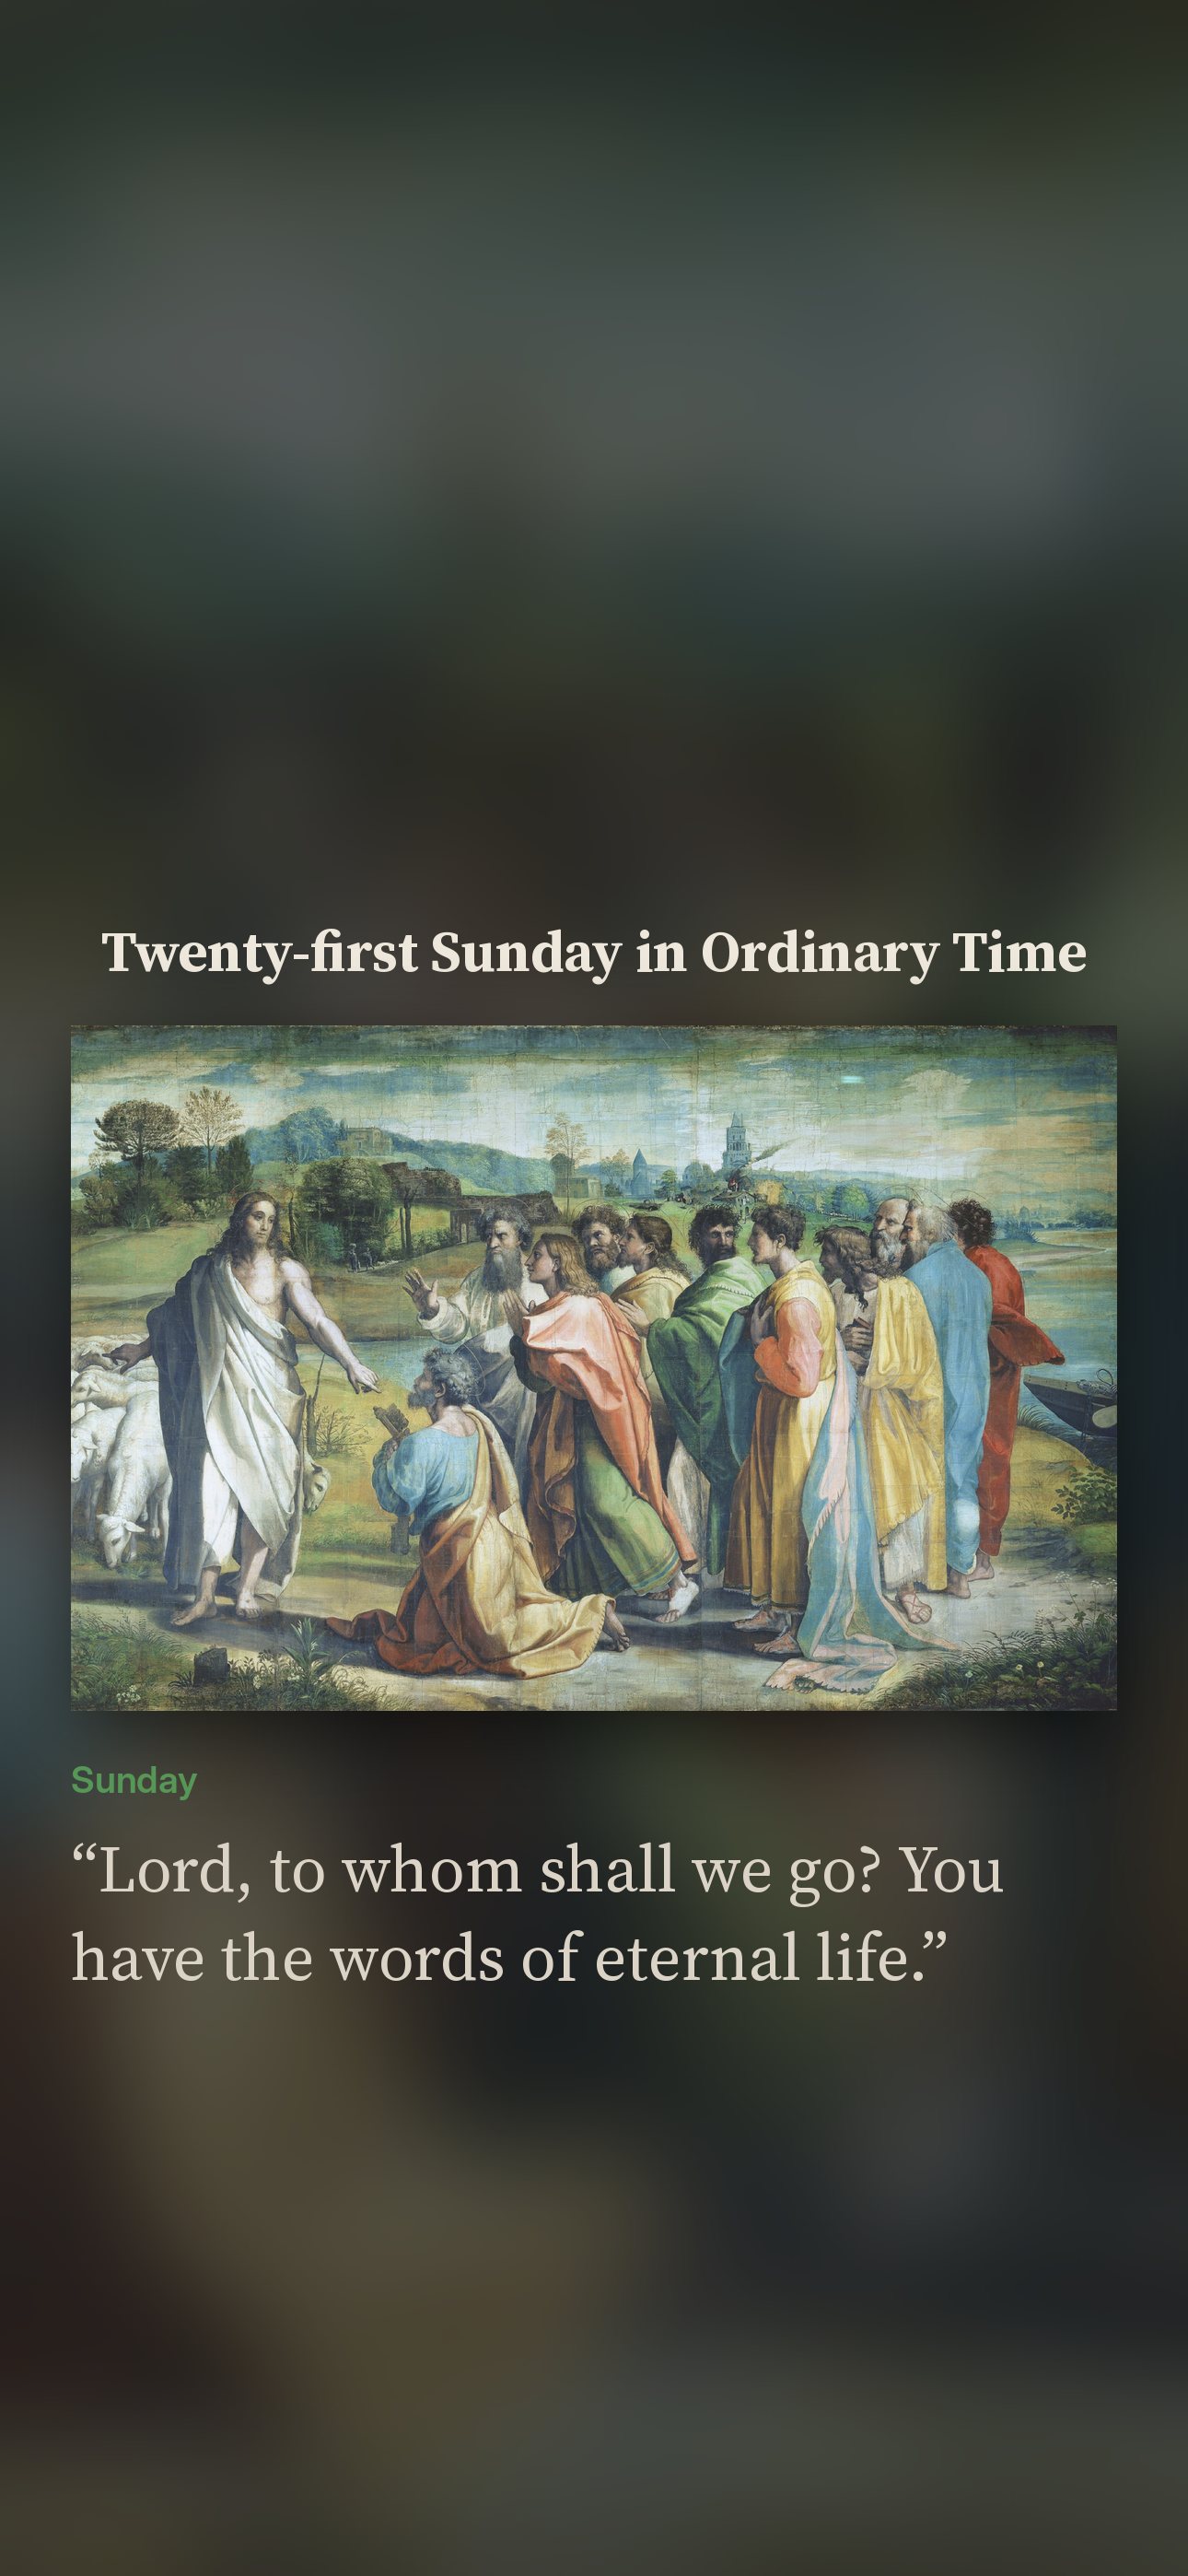 Twenty-first Sunday in Ordinary Time
Sunday
“Lord, to whom shall we go? You
have the words of eternal life.”